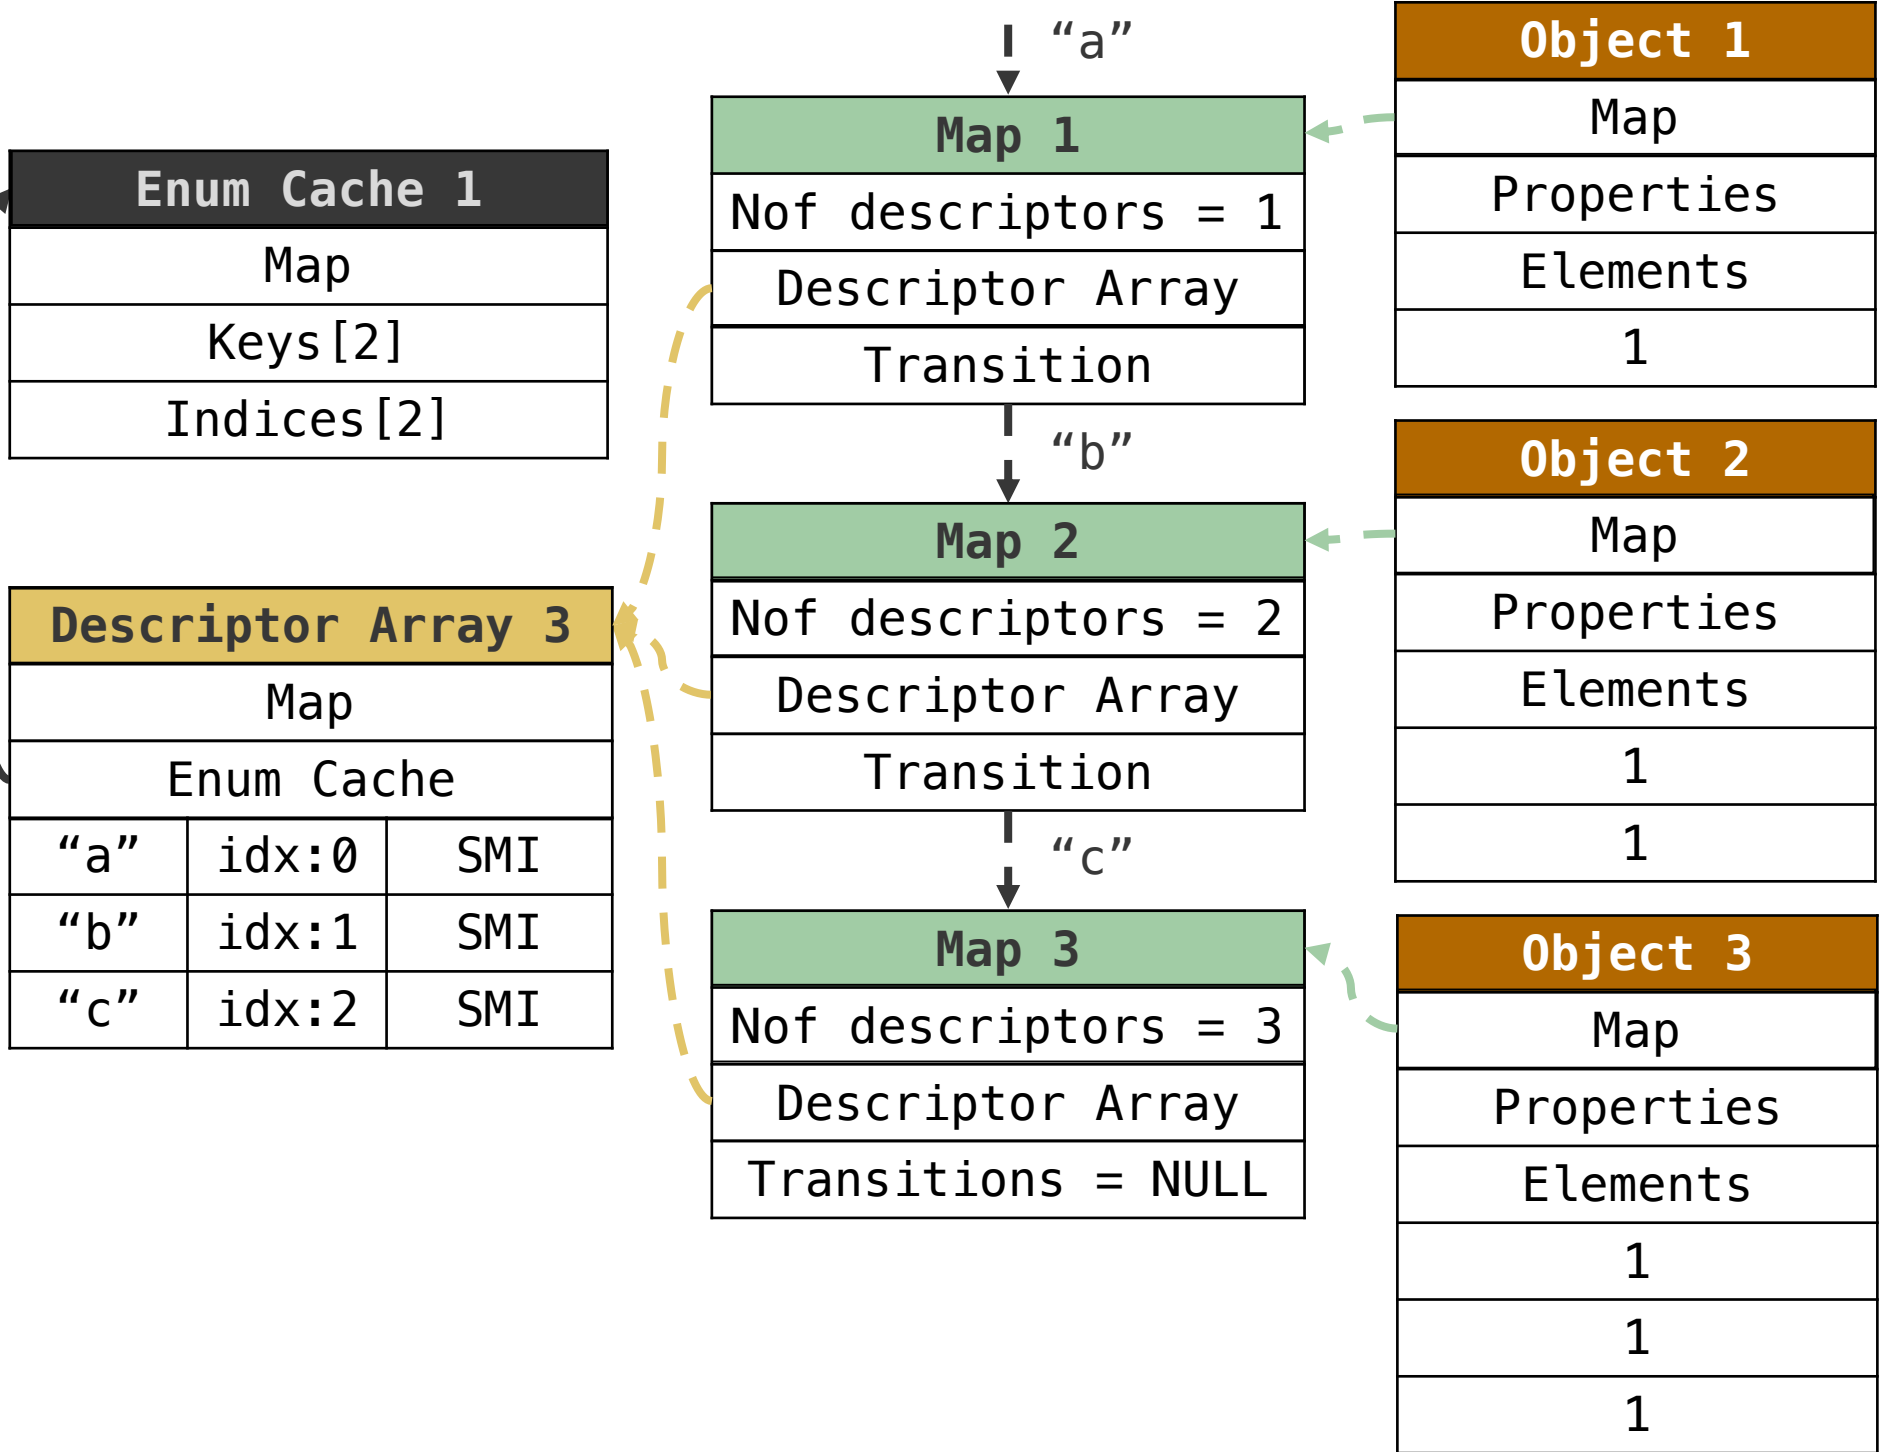 Enum Cache 1
Map
Keys[2]
Indices[2]
Descriptor Array 3
Map
Enum Cache
“a” idx:0 SMI
“b” idx:1 SMI
“c” idx:2 SMI
“a”
Map 1
Nof descriptors = 1
Descriptor Array
Transition
“b”
Map 2
Nof descriptors = 2
Descriptor Array
Transition
“c”
Map 3
Nof descriptors = 3
Descriptor Array
Transitions = NULL
Object 1
Map
Properties
Elements
1
Object 2
Map
Properties
Elements
1
1
Object 3
Map
Properties
Elements
1
1
1